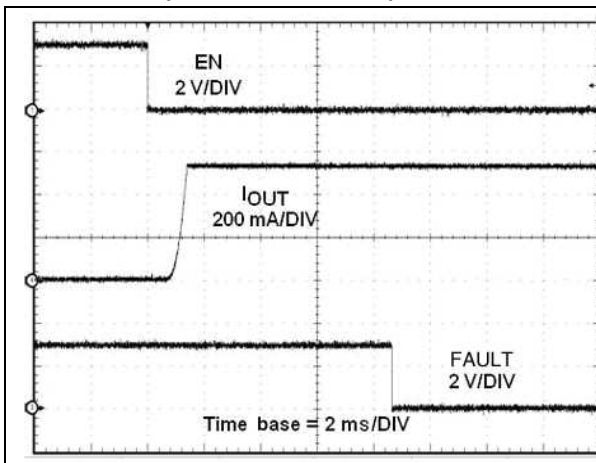 EN
2 V/DIV
IOUT
200 mA/DIV
FAULT
2 V/DIV
Time base = 2 ms/DIV